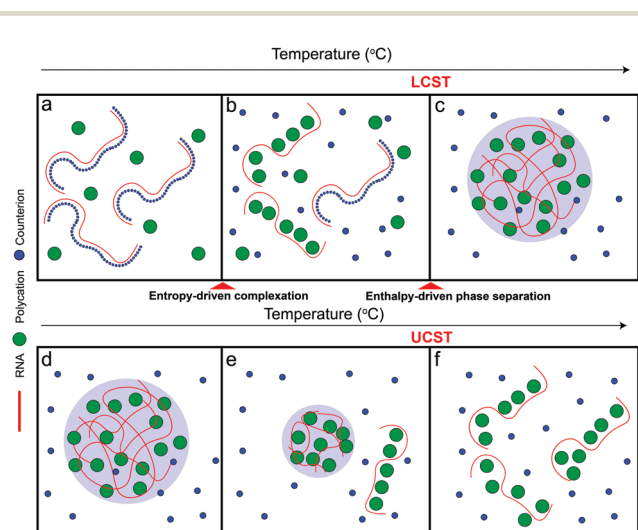 Temperature (°C)
LCST
a
b
c
Entropy-driven complexation
Enthalpy-driven phase separation
Temperature (°C)
UCST
d
e
f
RNA
Polycation
Counterion